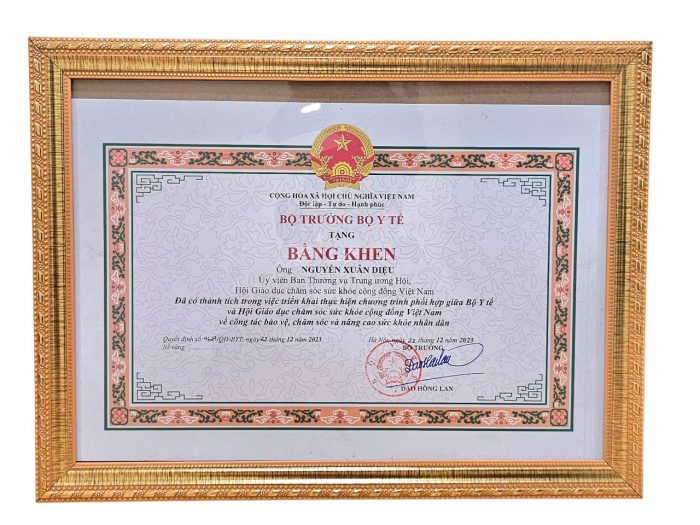 CỘNG HÒA XÃ HỘI CHỦ NGHĨA VIỆT NAM
Độc lập - Tự do - Hạnh phúc
BỘ TRƯỞNG BỘ Y TẾ
TẶNG
BẰNG KHEN
Ông NGUYỄN XUÂN DIỆU
Ủy viên Ban Thường vụ Trung ương Hội,
Hội Giáo dục chăm sóc sức khỏe cộng đồng Việt Nam
Đã có thành tích trong việc triển khai thực hiện chương trình phối hợp giữa Bộ Y tế
và Hội Giáo dục chăm sóc sức khỏe cộng đồng Việt Nam
về công tác bảo vệ, chăm sóc và nâng cao sức khỏe nhân dân
Quyết định số /QĐ-BYT, ngày 22 tháng 12 năm 2023
Số vàng
Hà Nội, ngày 22 tháng 12 năm 2023
BỘ TRƯỞNG
ĐÀO HỒNG LAN